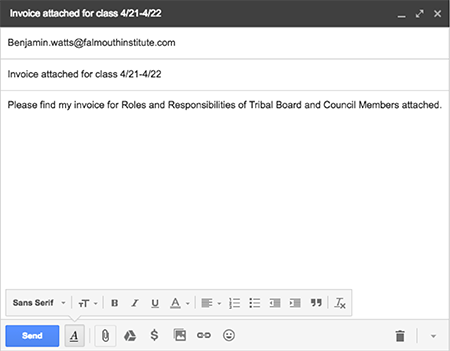 Invoice attached for class 4/21-4/22
Benjamin.watts@falmouthinstitute.com
Invoice attached for class 4/21-4/22
Please find my invoice for Roles and Responsibilities of Tribal Board and Council Members attached.
Sans Serif TT B I U A
Send A $